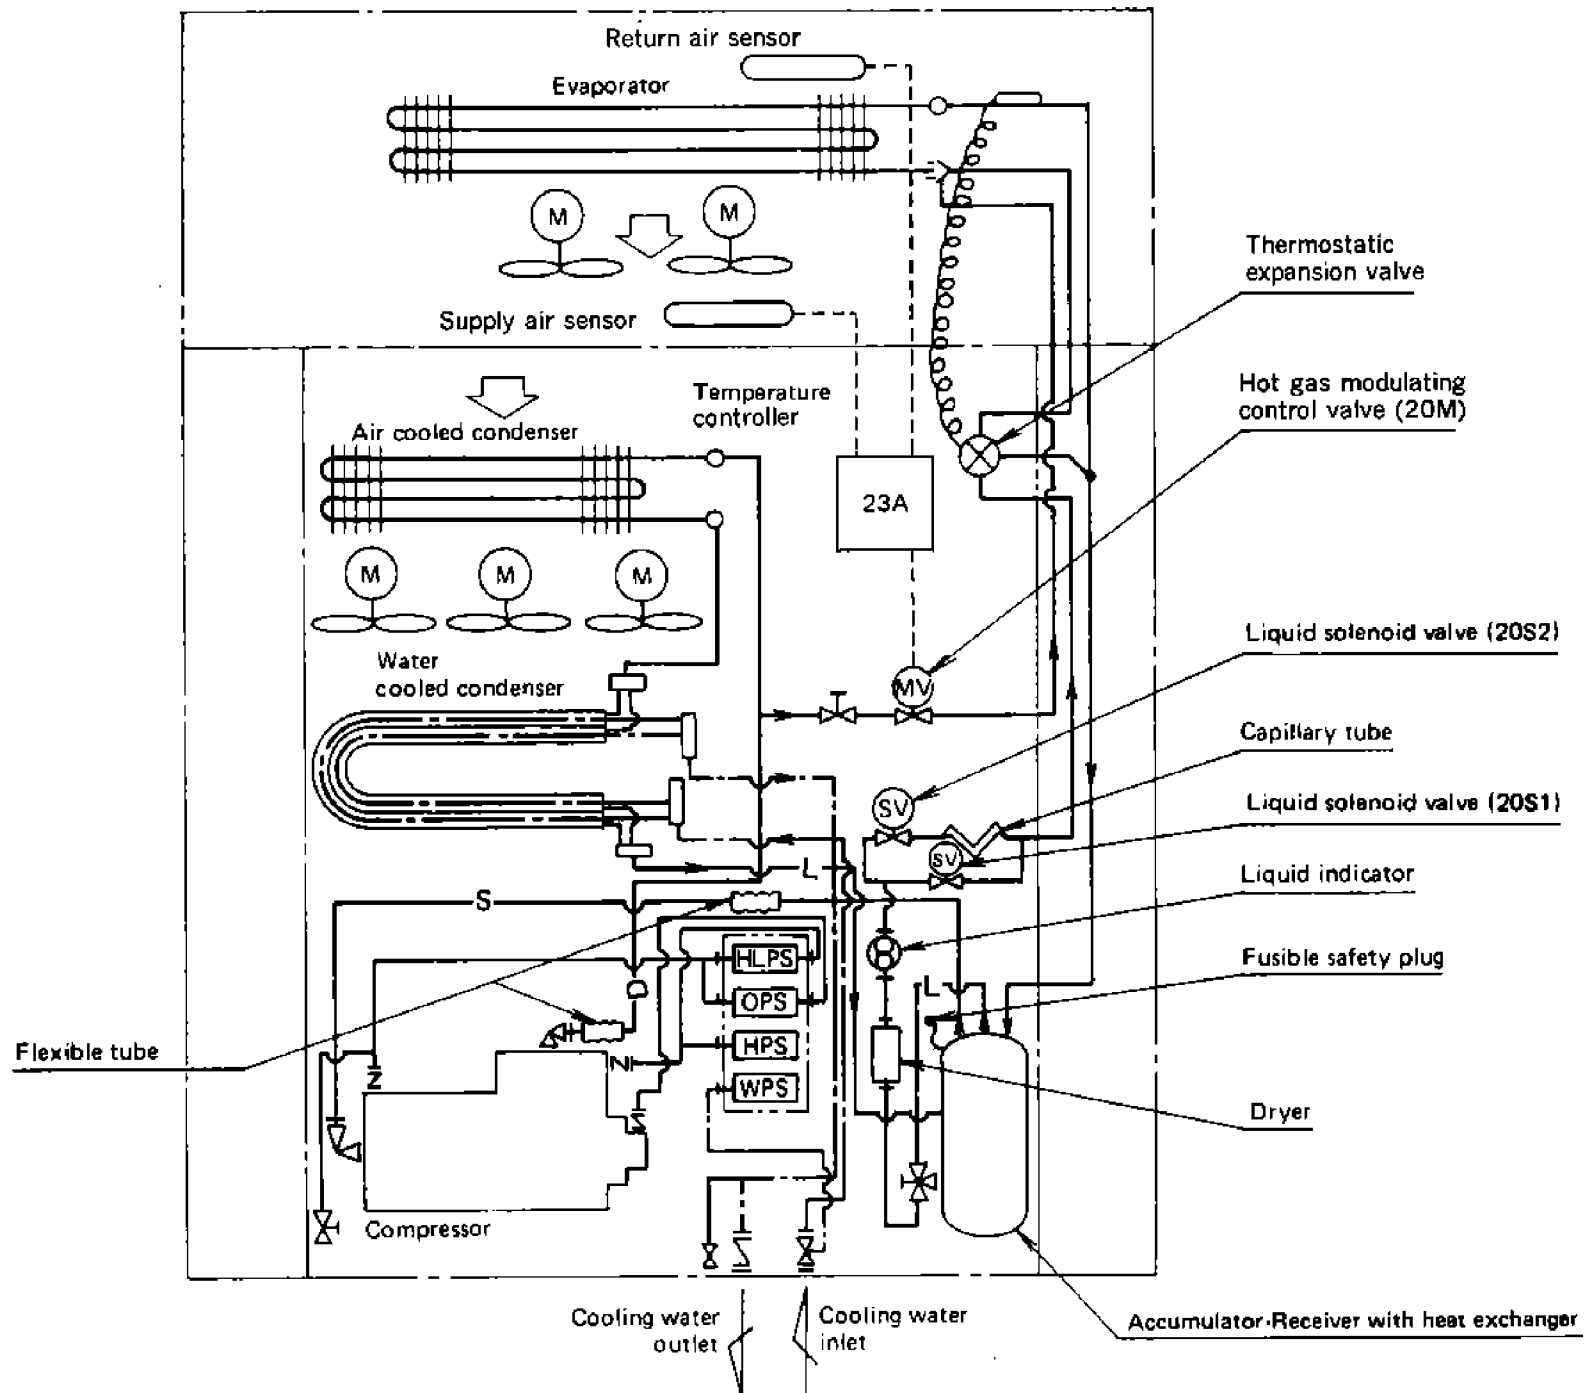 Return air sensor
Evaporator
M
M
Thermostatic
expansion valve
Supply air sensor
Hot gas modulating
control valve (20M)
Temperature
controller
Air cooled condenser
23A
M
M
M
Liquid solenoid valve (20S2)
Water
cooled condenser
MV
Capillary tube
SV
Liquid solenoid valve (20S1)
SV
L
Liquid indicator
S
HLPS
Fusible safety plug
L
D
OPS
HPS
Flexible tube
WPS
Dryer
Compressor
Cooling water
outlet
Cooling water
inlet
Accumulator-Receiver with heat exchanger